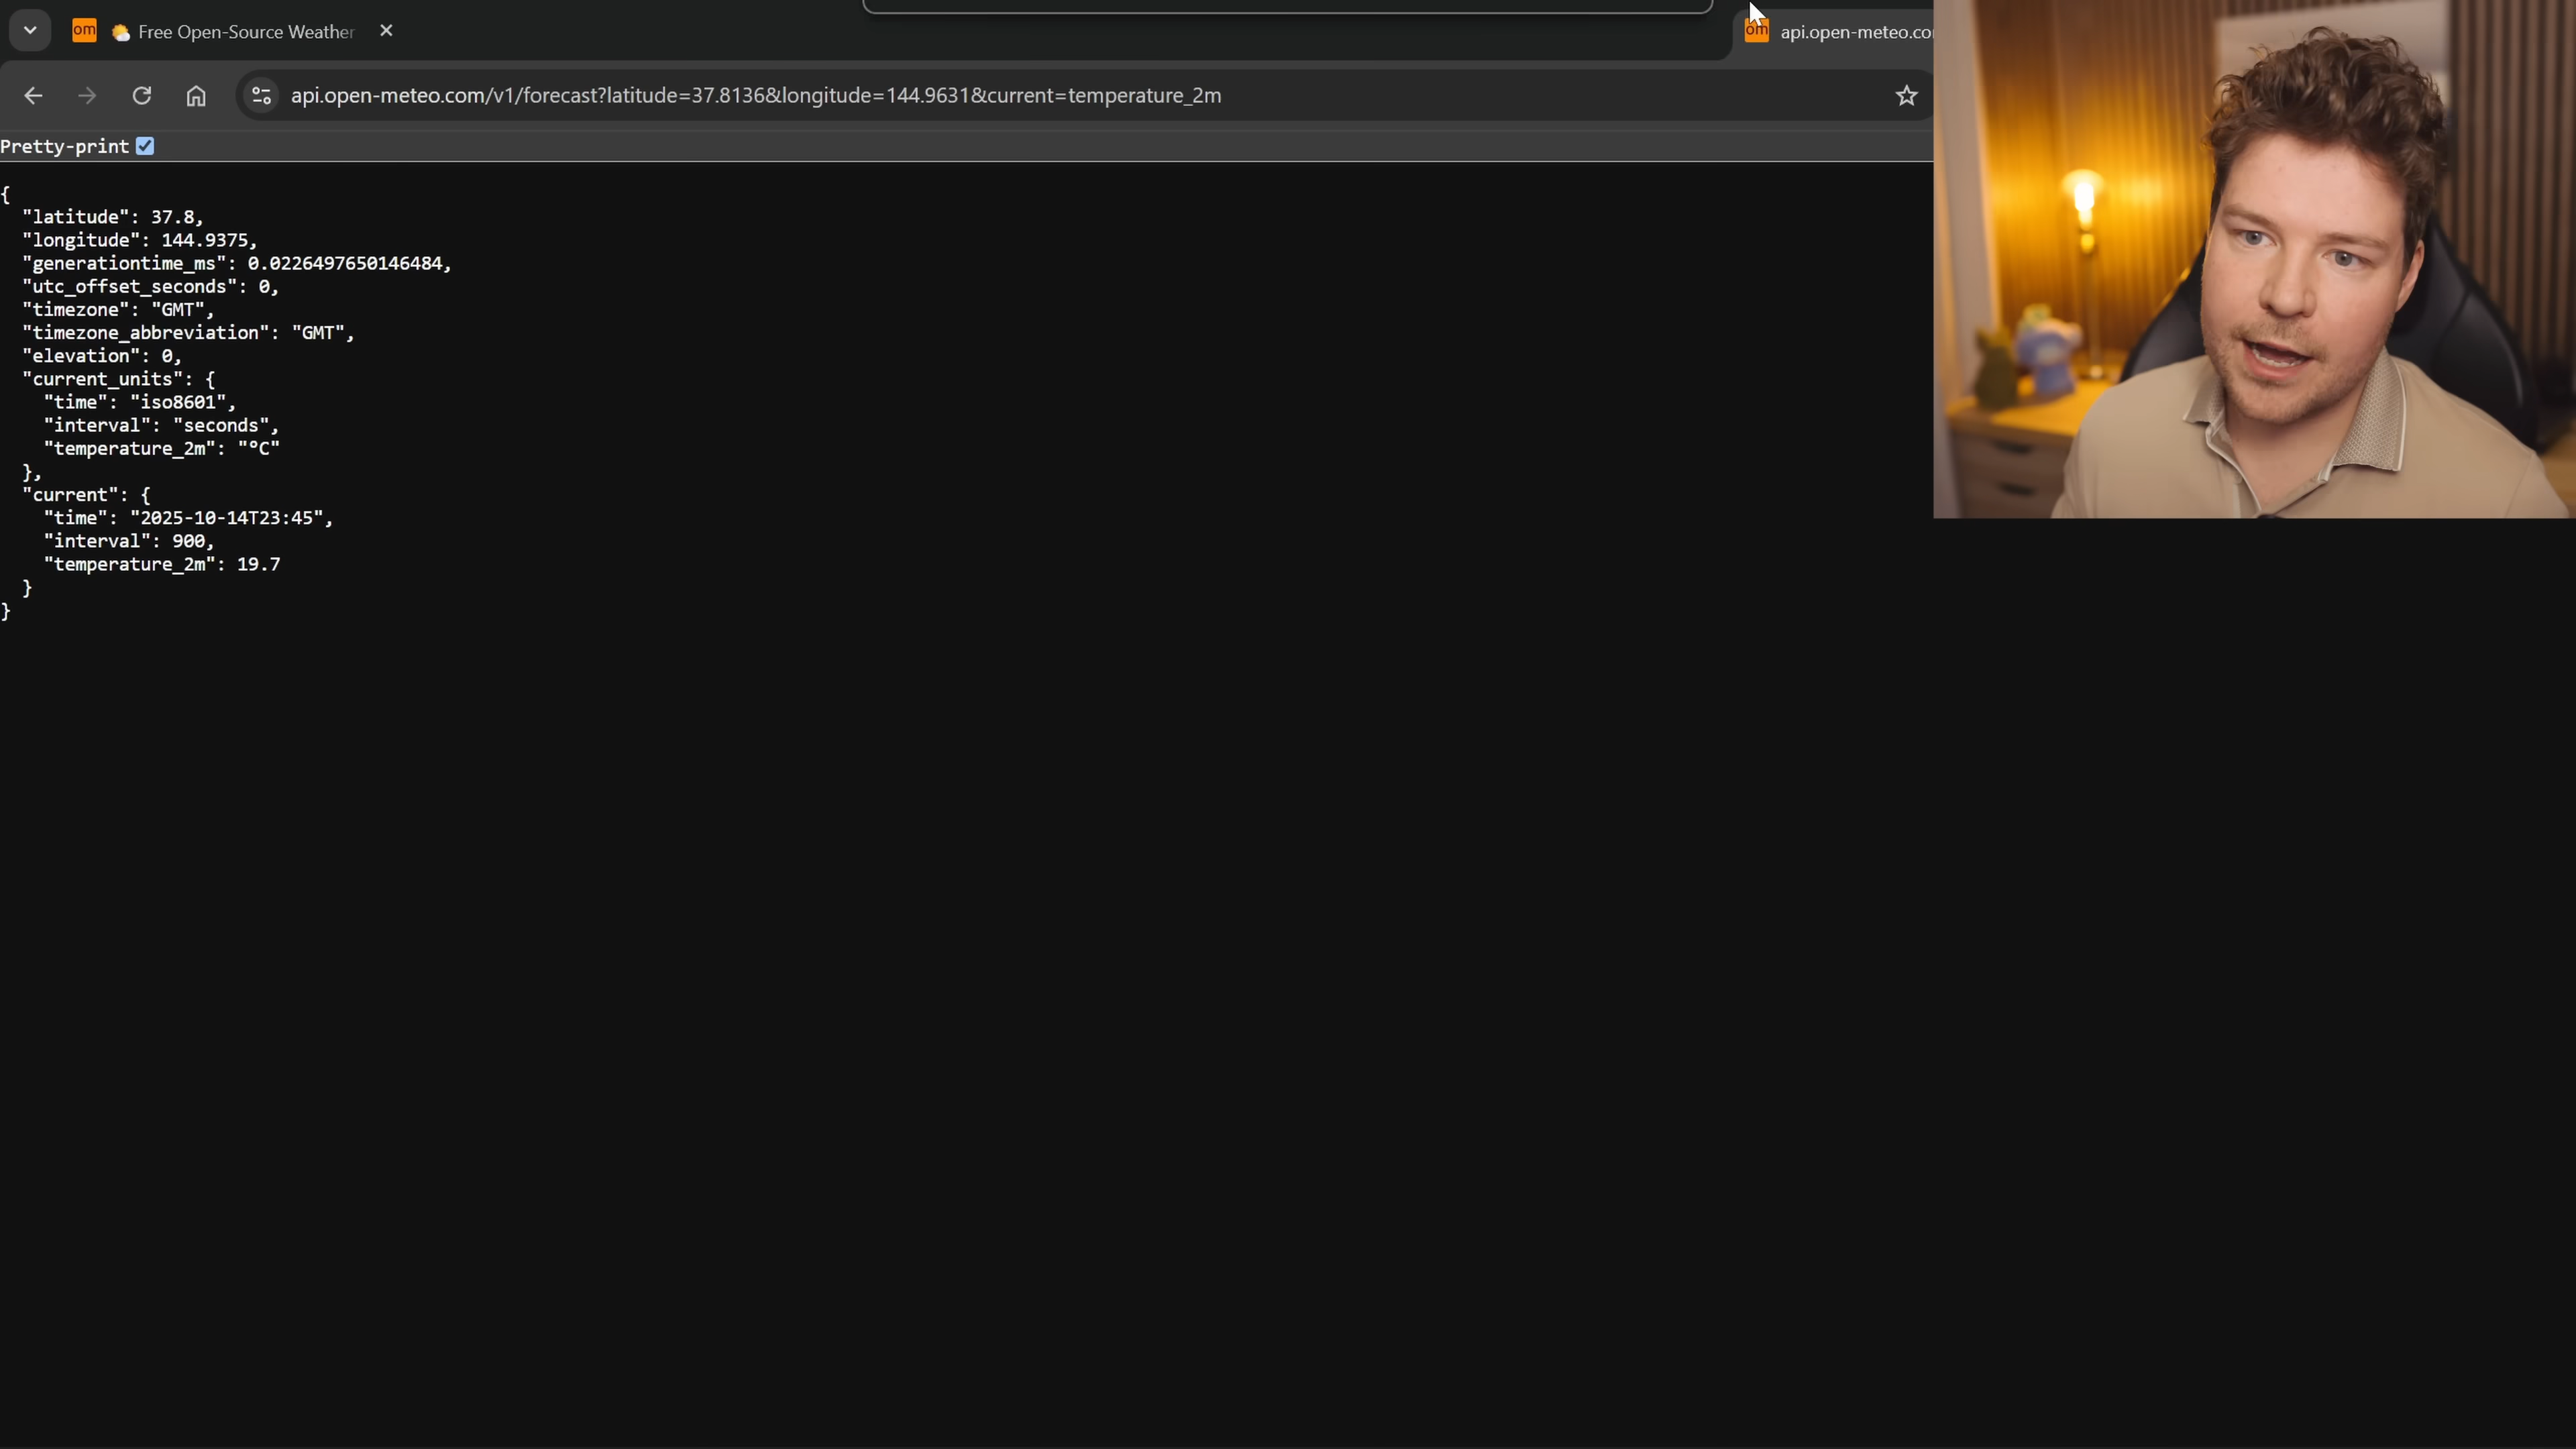 om Free Open-Source Weather
om api.open-meteo.co
api.open-meteo.com/v1/forecast?latitude=37.8136&longitude=144.9631&current=temperature_2m
Pretty-print
{
"latitude": 37.8,
"longitude": 144.9375,
"generationtime_ms": 0.0226497650146484,
"utc_offset_seconds": 0,
"timezone": "GMT",
"timezone_abbreviation": "GMT",
"elevation": 0,
"current_units": {
"time": "iso8601",
"interval": "seconds",
"temperature_2m": "°C"
},
"current": {
"time": "2025-10-14T23:45",
"interval": 900,
"temperature_2m": 19.7
}
}